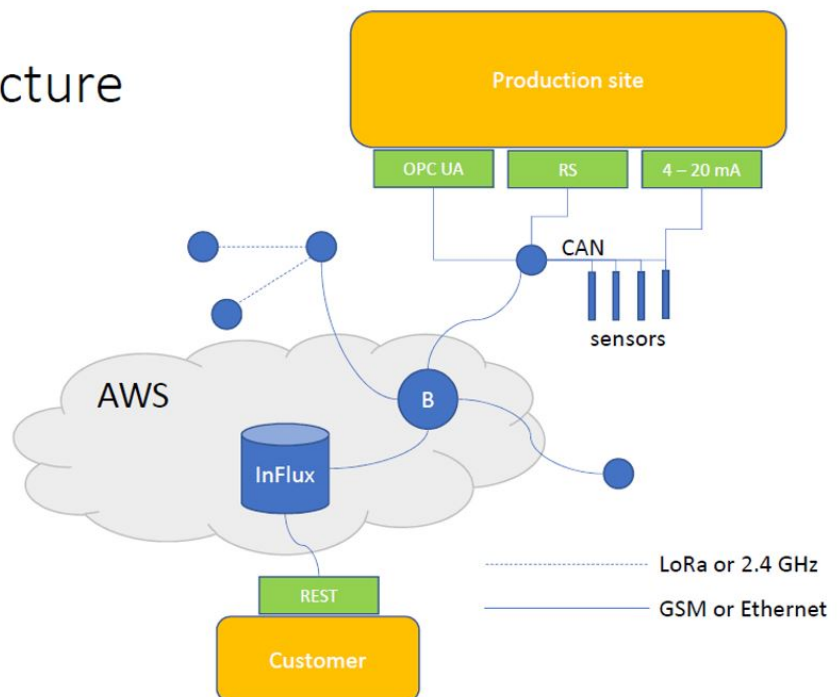 cture
Production site
OPC UA
RS
4 – 20 mA
CAN
sensors
AWS
B
InFlux
LoRa or 2.4 GHz
GSM or Ethernet
REST
Customer